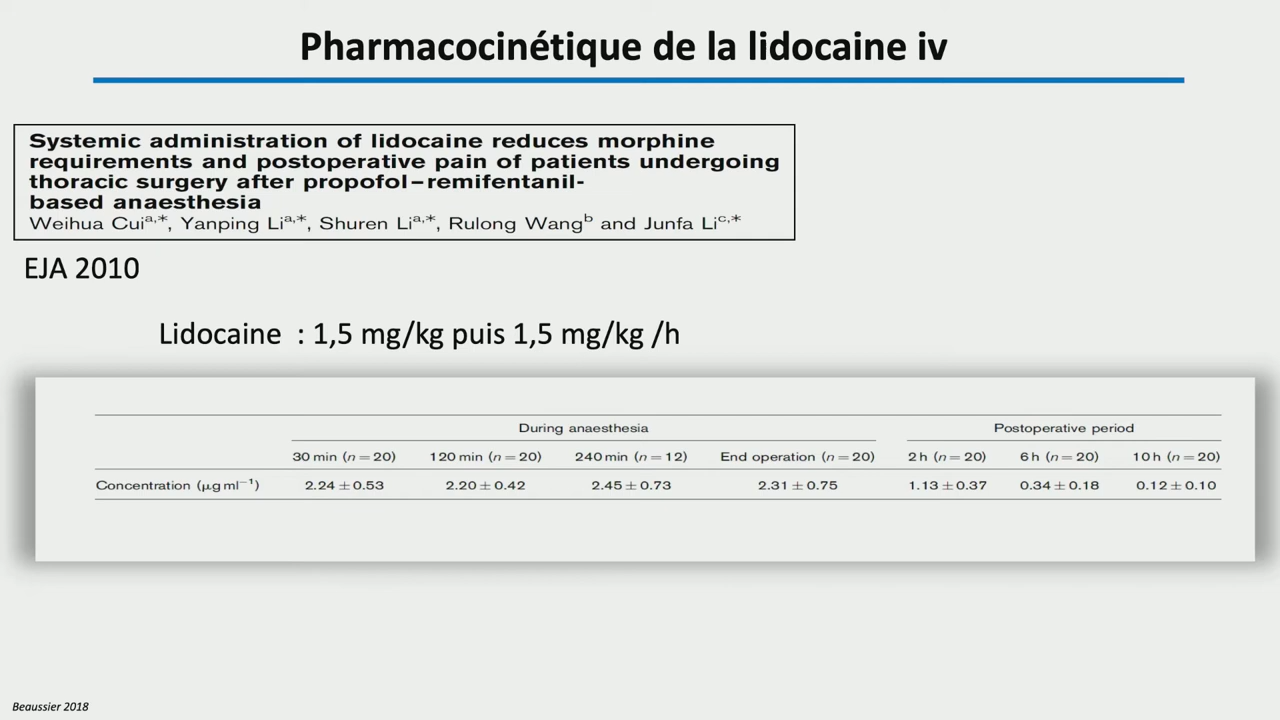 Pharmacocinétique de la lidocaine iv
Systemic administration of lidocaine reduces morphine
requirements and postoperative pain of patients undergoing
thoracic surgery after propofol–remifentanil-
based anaesthesia
Weihua Cuiᵃ,*, Yanping Liᵃ,*, Shuren Liᵃ,*, Rulong Wangᵇ and Junfa Liᶜ,*
EJA 2010
Lidocaine : 1,5 mg/kg puis 1,5 mg/kg /h
During anaesthesia Postoperative period
30 min (n = 20) 120 min (n = 20) 240 min (n = 12) End operation (n = 20) 2 h (n = 20) 6 h (n = 20) 10 h (n = 20)
Concentration (μg ml⁻¹) 2.24 ± 0.53 2.20 ± 0.42 2.45 ± 0.73 2.31 ± 0.75 1.13 ± 0.37 0.34 ± 0.18 0.12 ± 0.10
Beaussier 2018